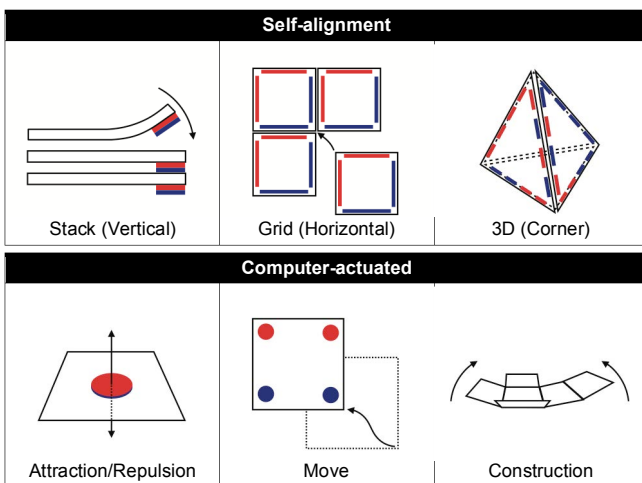 Self-alignment
Stack (Vertical)
Grid (Horizontal)
3D (Corner)
Computer-actuated
Attraction/Repulsion
Move
Construction